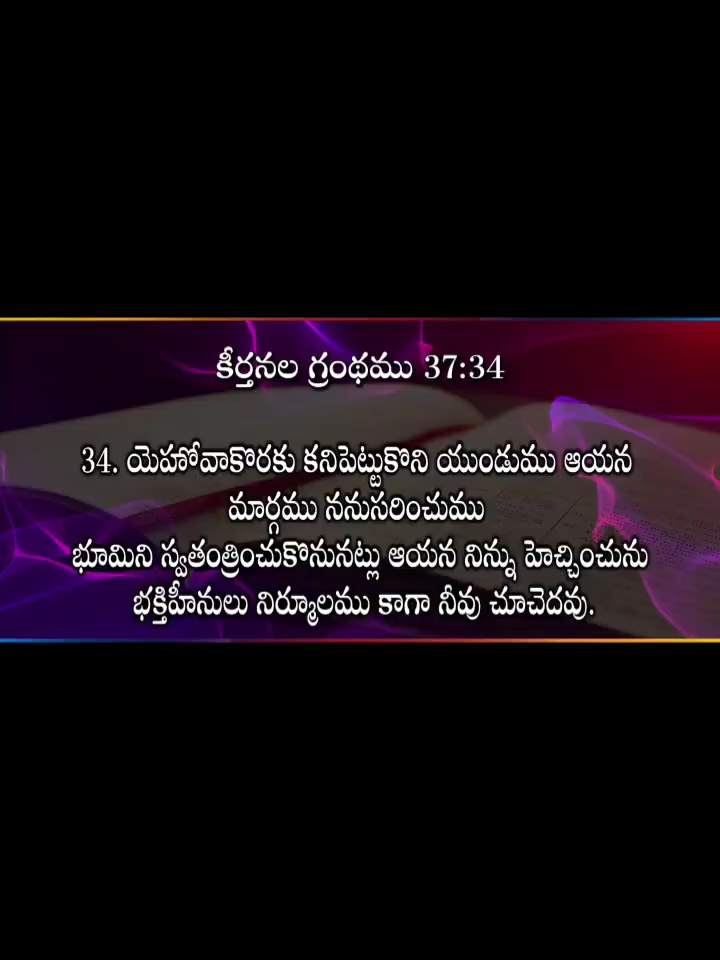 కీర్తనల గ్రంథము 37:34
34. యెహోవాకొరకు కనిపెట్టుకొని యుండుము ఆయన
మార్గము ననుసరించుము
భూమిని స్వతంత్రించుకొనునట్లు ఆయన నిన్ను హెచ్చించును
భక్తిహీనులు నిర్మూలము కాగా నీవు చూచెదవు.